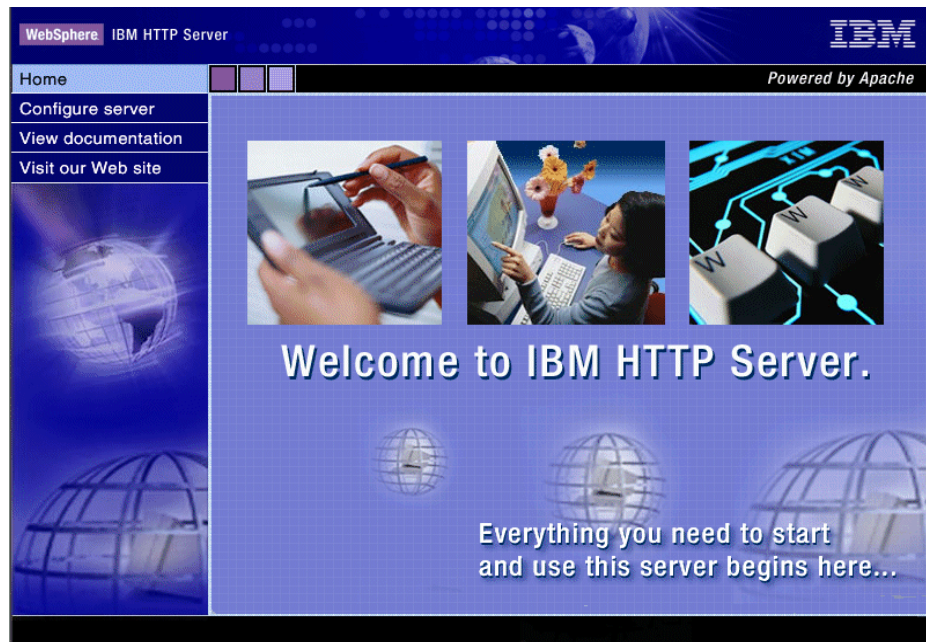 WebSphere IBM HTTP Server
IBM
Home
Powered by Apache
Configure server
View documentation
Visit our Web site
W W W
Welcome to IBM HTTP Server.
Everything you need to start
and use this server begins here...